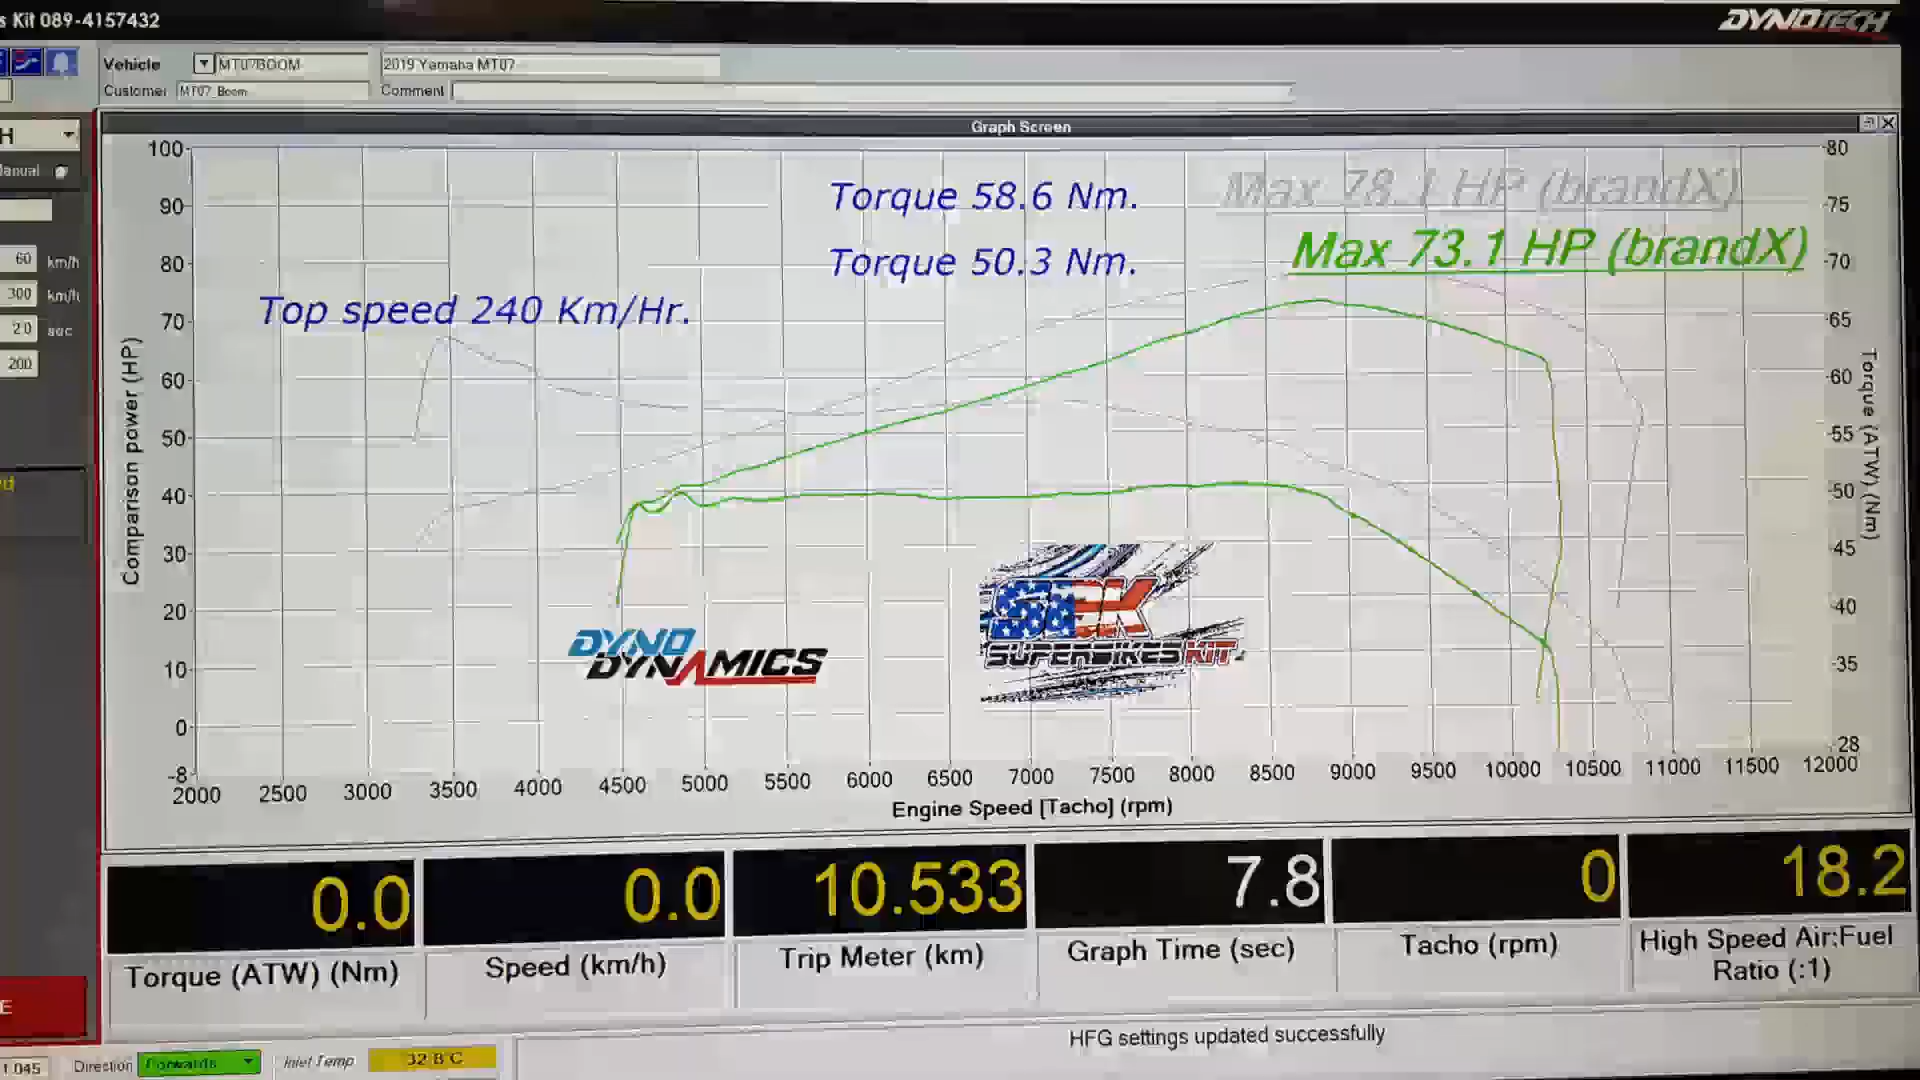 s Kit 089-4157432
DYNOTECH
Vehicle MT07BOOM 2019 Yamaha MT07
Customer MT07 Boom Comment
Graph Screen
H
Manual
60 km/h
300 km/h
2.0 sec
200
100
90
80
70
60
50
40
30
20
10
0
-8
Comparison power (HP)
Torque 58.6 Nm.
Max 78.1 HP (brandX)
Torque 50.3 Nm.
Max 73.1 HP (brandX)
Top speed 240 Km/Hr.
80
75
70
65
60
55
50
45
40
35
28
Torque (ATW) (Nm)
DYNO
DYNAMICS
SBK
SUPERBIKES KIT
2000 2500 3000 3500 4000 4500 5000 5500 6000 6500 7000 7500 8000 8500 9000 9500 10000 10500 11000 11500 12000
Engine Speed [Tacho] (rpm)
0.0 0.0 10.533 7.8 0 18.2
Torque (ATW) (Nm) Speed (km/h) Trip Meter (km) Graph Time (sec) Tacho (rpm) High Speed Air:Fuel
Ratio (:1)
E
HFG settings updated successfully
1.045 Direction Forwards Inlet Temp 32.8°C